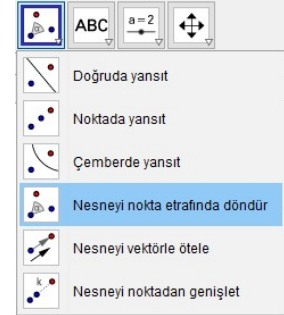 ABC a = 2
Doğruda yansıt
Noktada yansıt
Çemberde yansıt
α Nesneyi nokta etrafında döndür
Nesneyi vektörle ötele
k Nesneyi noktadan genişlet